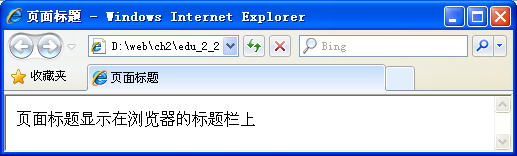 页面标题 - Windows Internet Explorer
D:\web\ch2\edu_2_2
Bing
收藏夹
页面标题
页面标题显示在浏览器的标题栏上